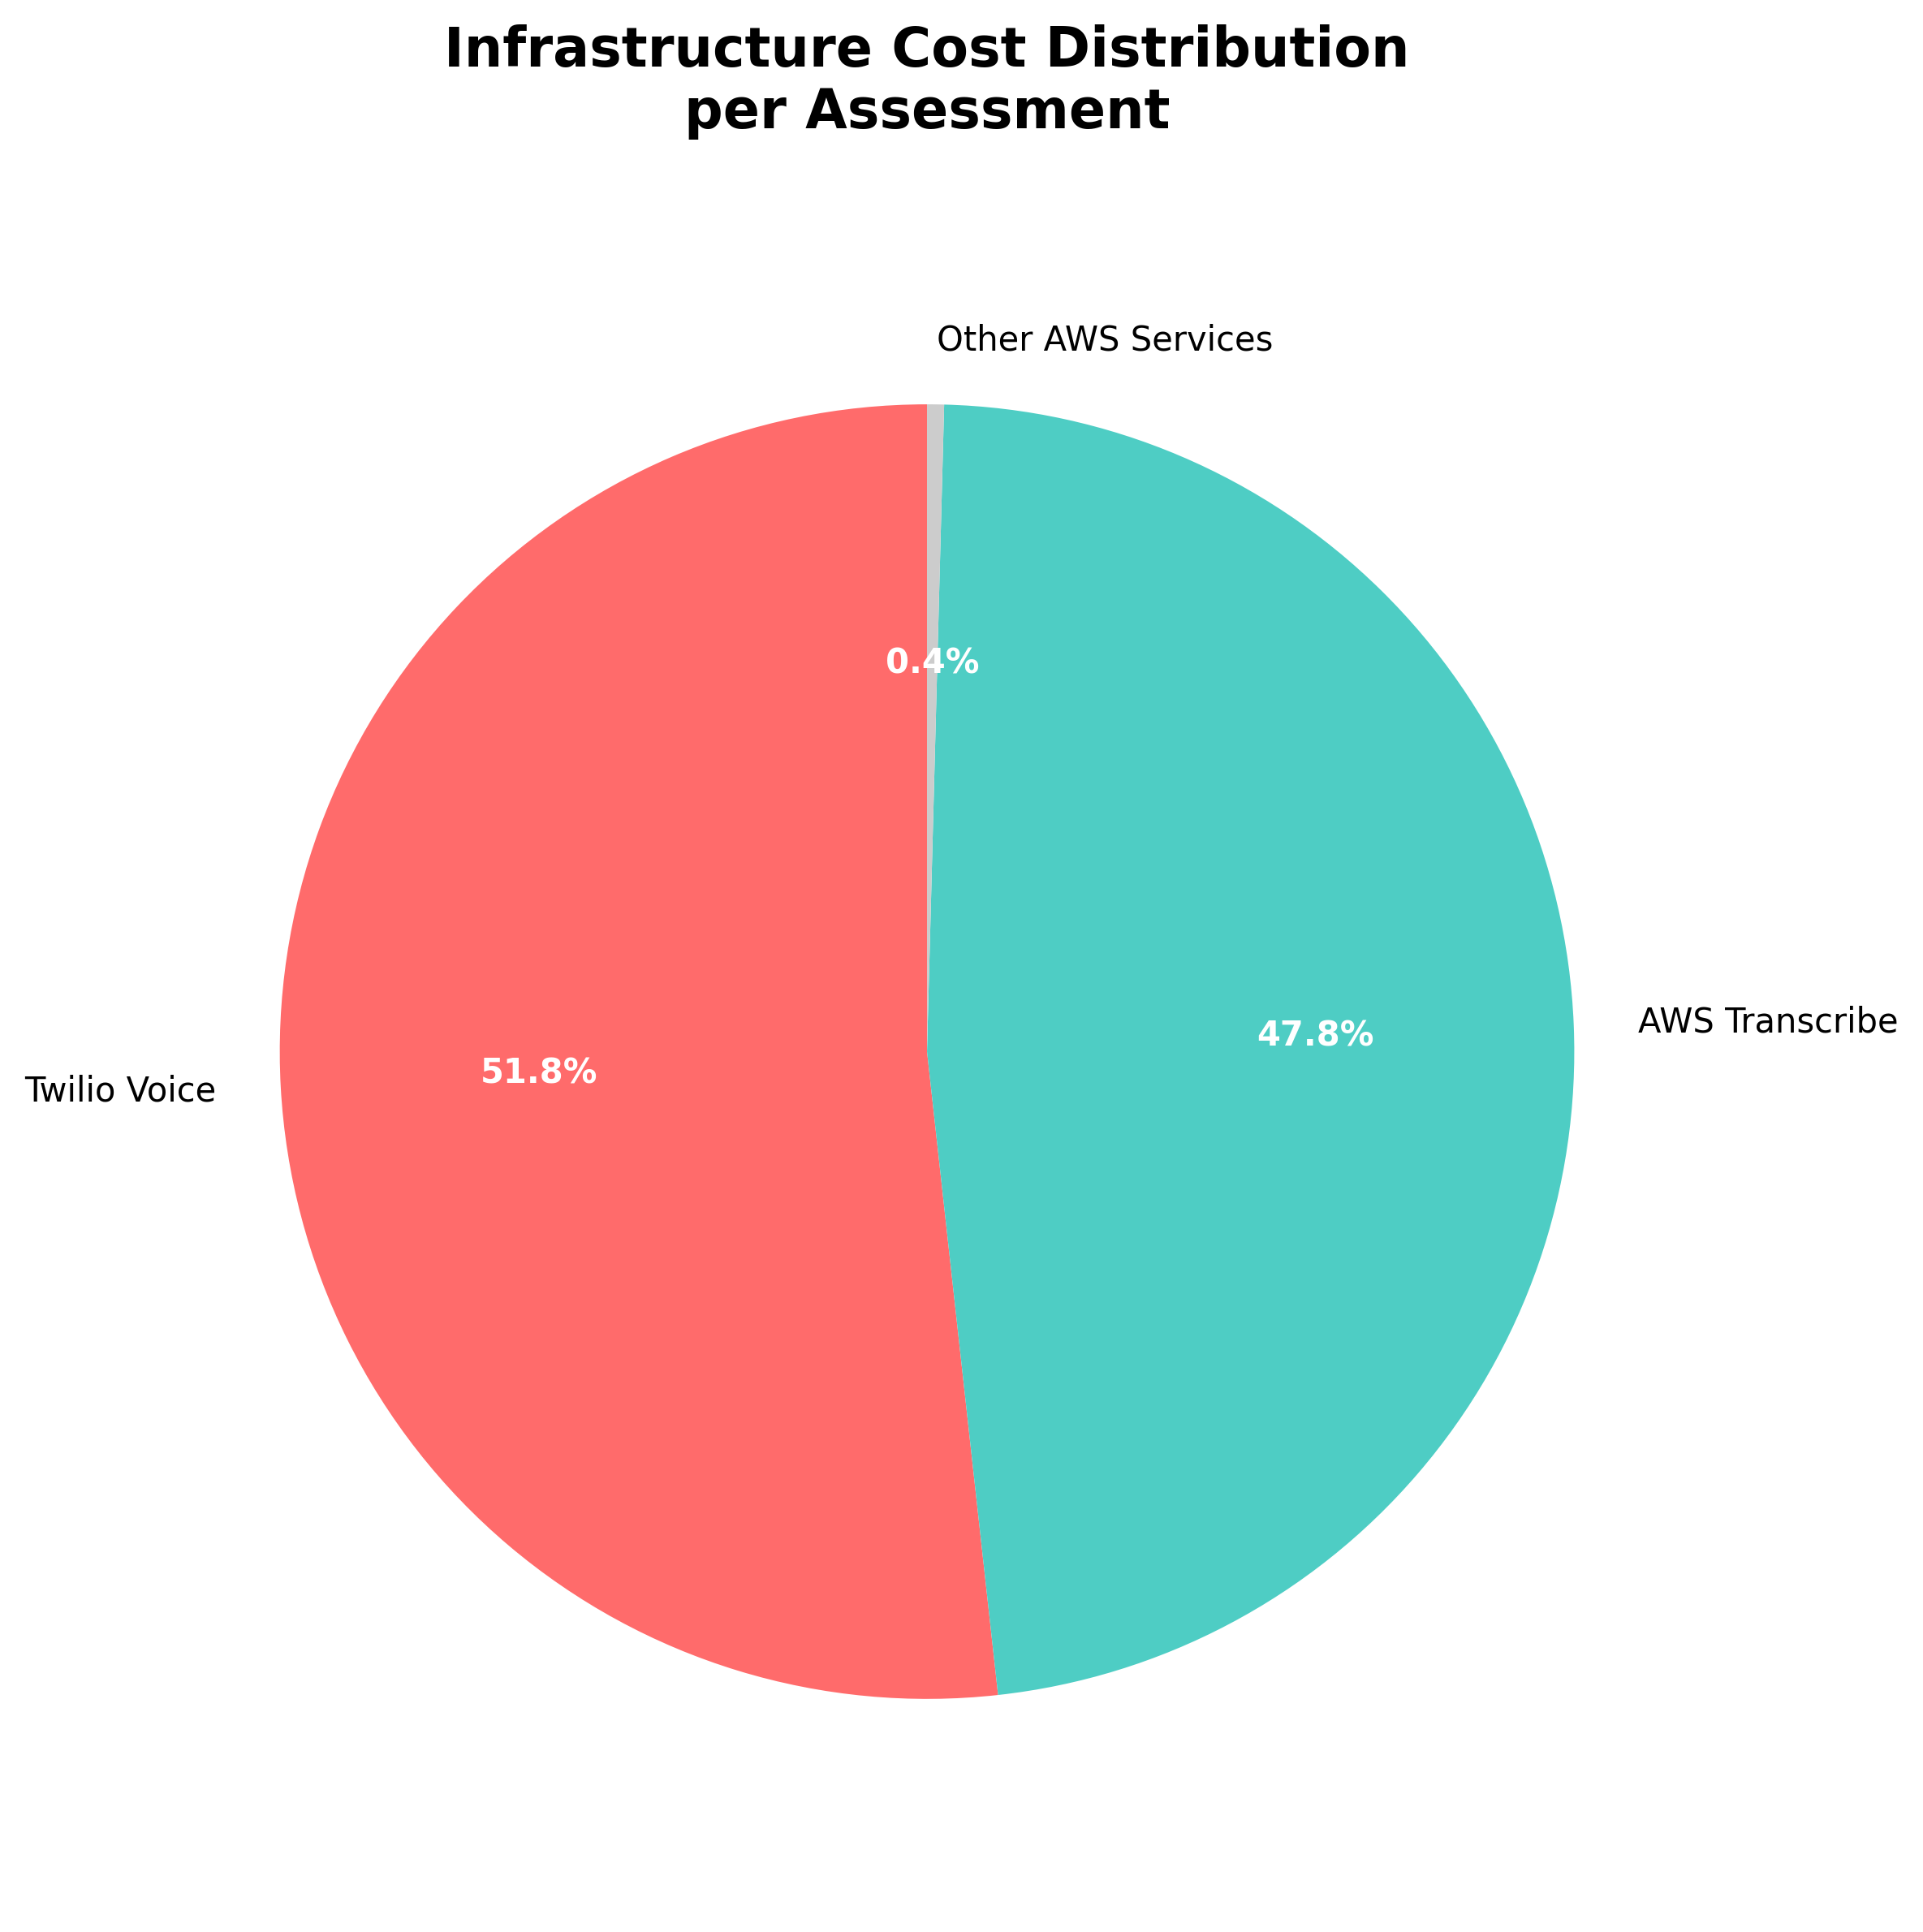 Infrastructure Cost Distribution
per Assessment
Other AWS Services
0.4%
47.8%
AWS Transcribe
51.8%
Twilio Voice